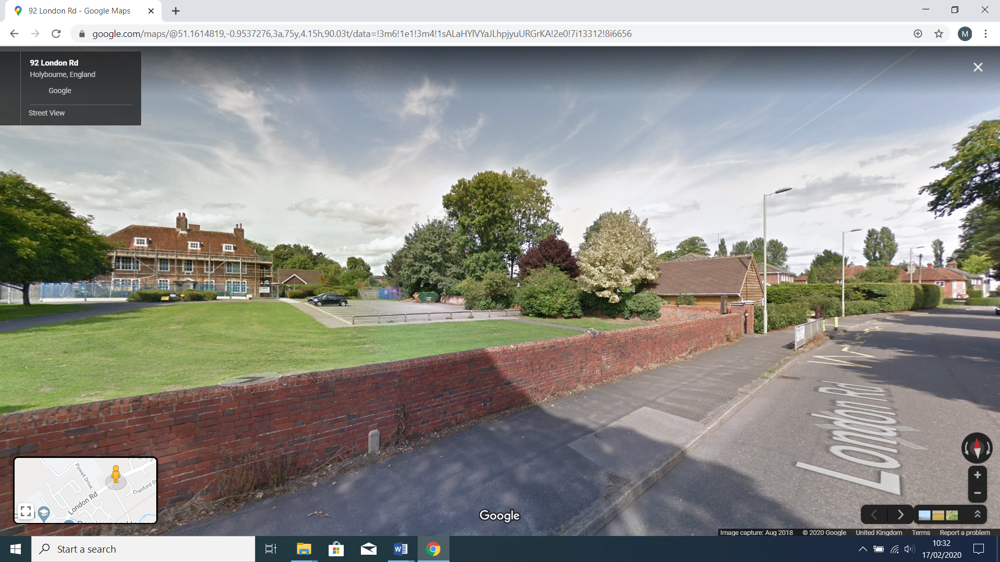 92 London Rd - Google Maps
google.com/maps/@51.1614819,-0.9537276,3a,75y,4.15h,90.03t/data=!3m6!1e1!3m4!1sALaHYlVYaJLhpjyuURGrKA!2e0!7i13312!8i6656
M
92 London Rd
Holybourne, England
Google
Street View
London Rd
Powell Drive
London Rd
Cranford
Google
Image capture: Aug 2018 © 2020 Google United Kingdom Terms Report a problem
Start a search
10:32
17/02/2020